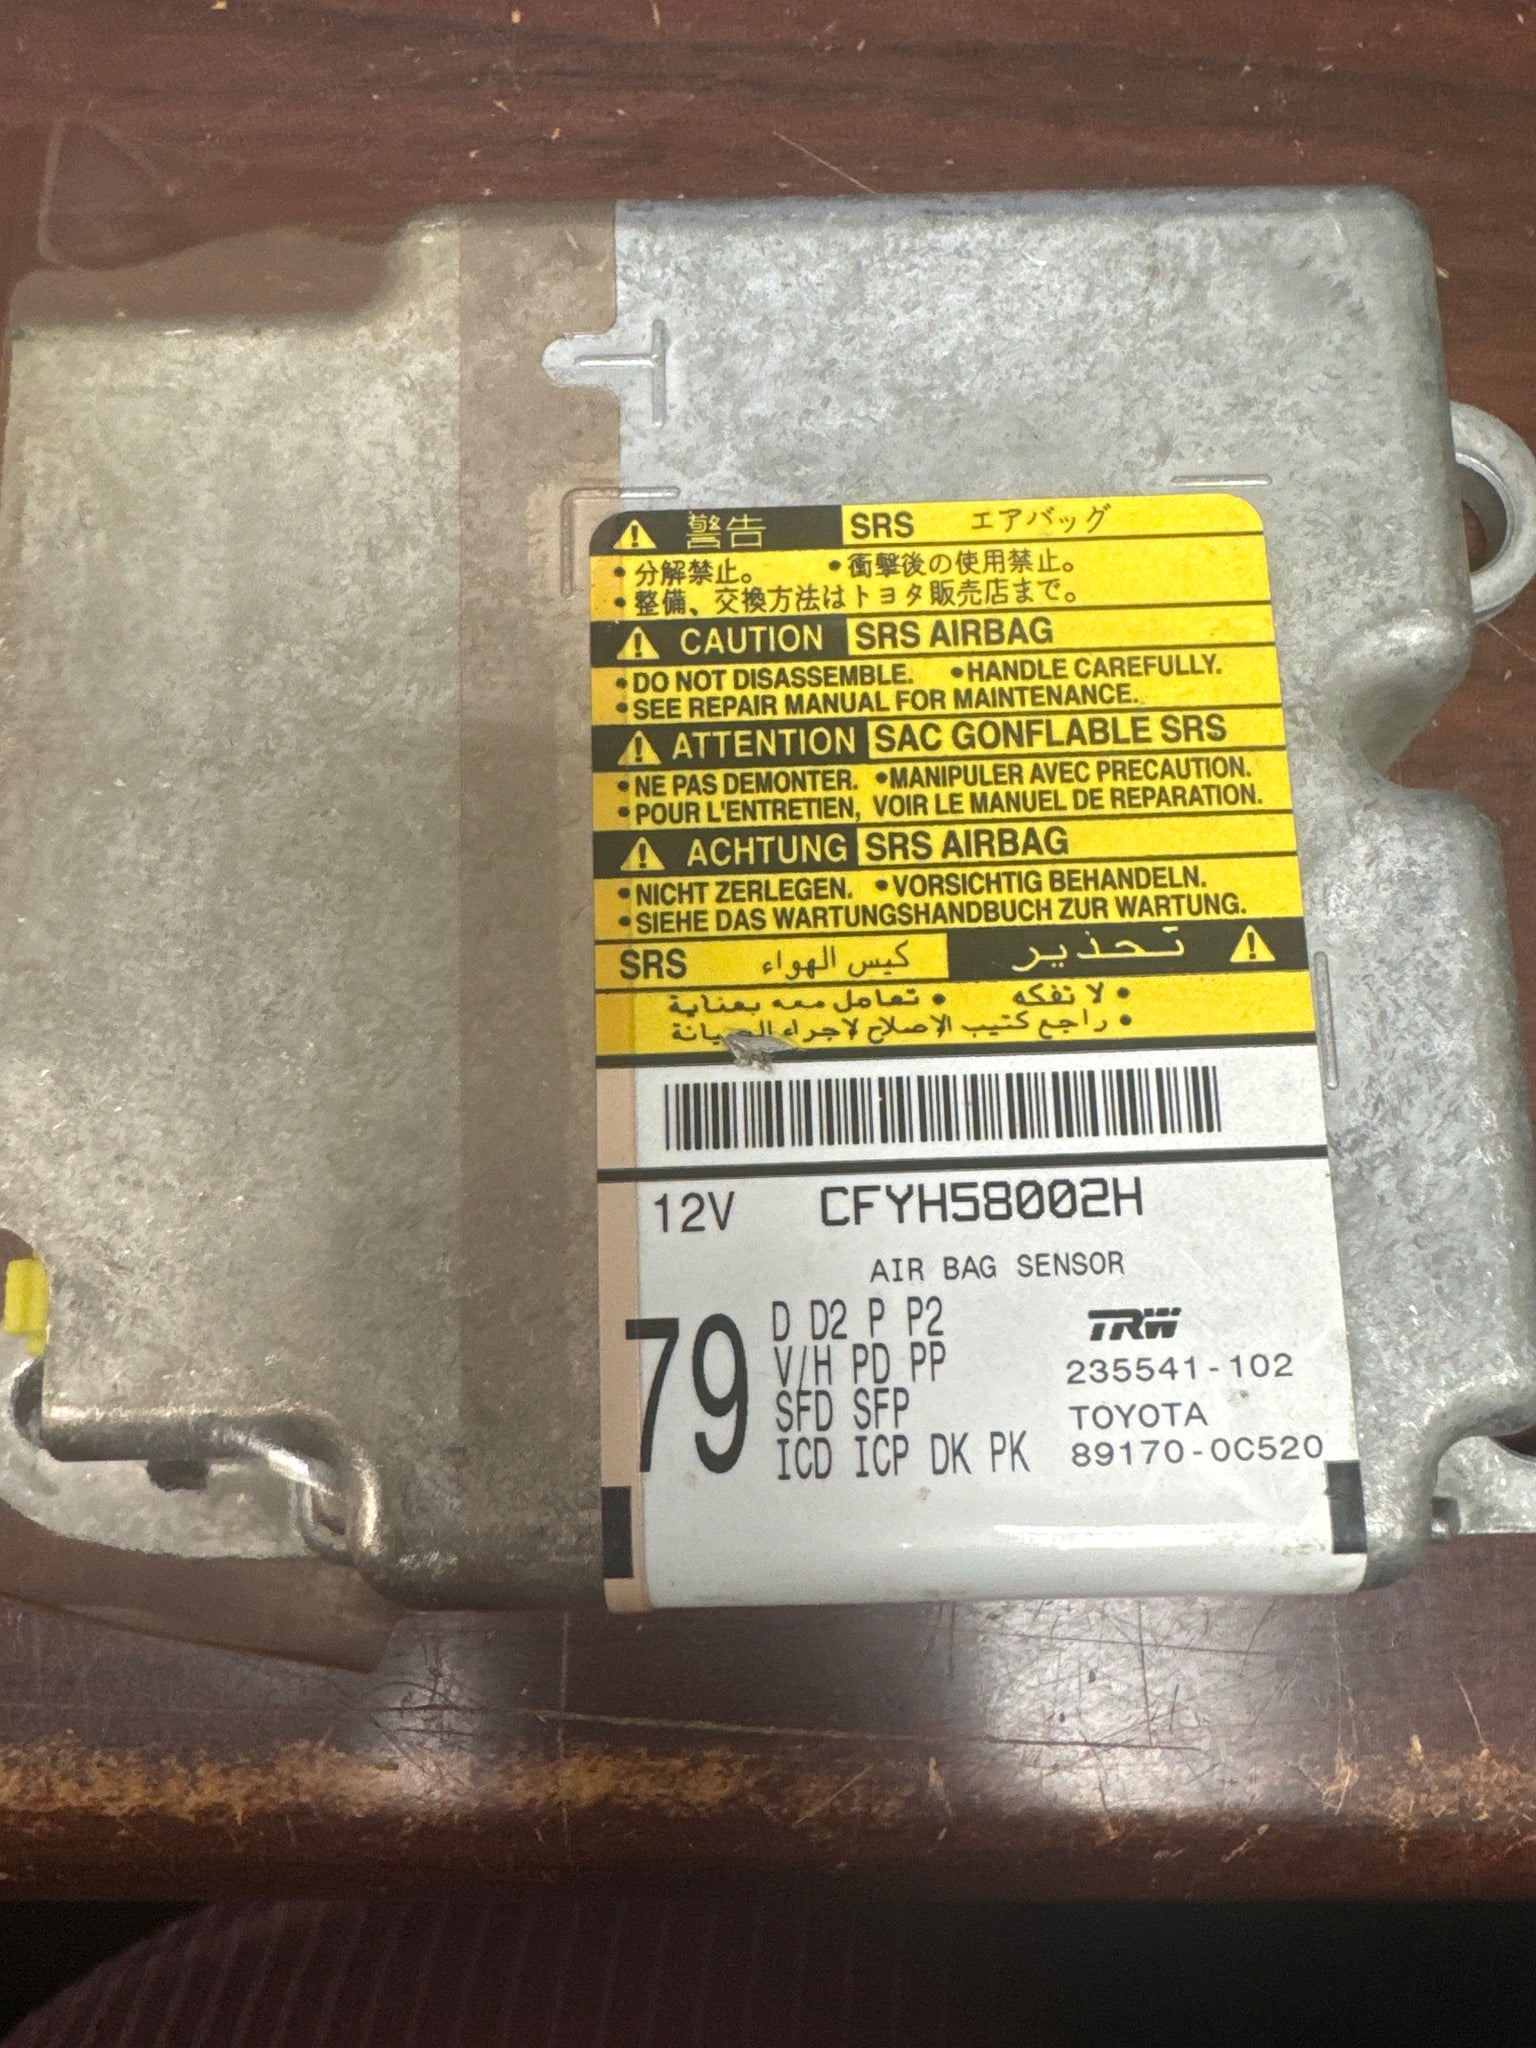 警告 SRS エアバッグ
•分解禁止。 •衝撃後の使用禁止。
•整備、交換方法はトヨタ販売店まで。
CAUTION SRS AIRBAG
•DO NOT DISASSEMBLE. •HANDLE CAREFULLY.
•SEE REPAIR MANUAL FOR MAINTENANCE.
ATTENTION SAC GONFLABLE SRS
•NE PAS DEMONTER. •MANIPULER AVEC PRECAUTION.
•POUR L'ENTRETIEN, VOIR LE MANUEL DE REPARATION.
ACHTUNG SRS AIRBAG
•NICHT ZERLEGEN. •VORSICHTIG BEHANDELN.
•SIEHE DAS WARTUNGSHANDBUCH ZUR WARTUNG.
تحذير كيس الهواء SRS
• لا تفكه • تعامل معه بعناية
• راجع كتيب الإصلاح لاجراء
12V CFYH58002H
AIR BAG SENSOR
79
D D2 P P2
V/H PD PP
SFD SFP
ICD ICP DK PK
TRW
235541-102
TOYOTA
89170-0C520